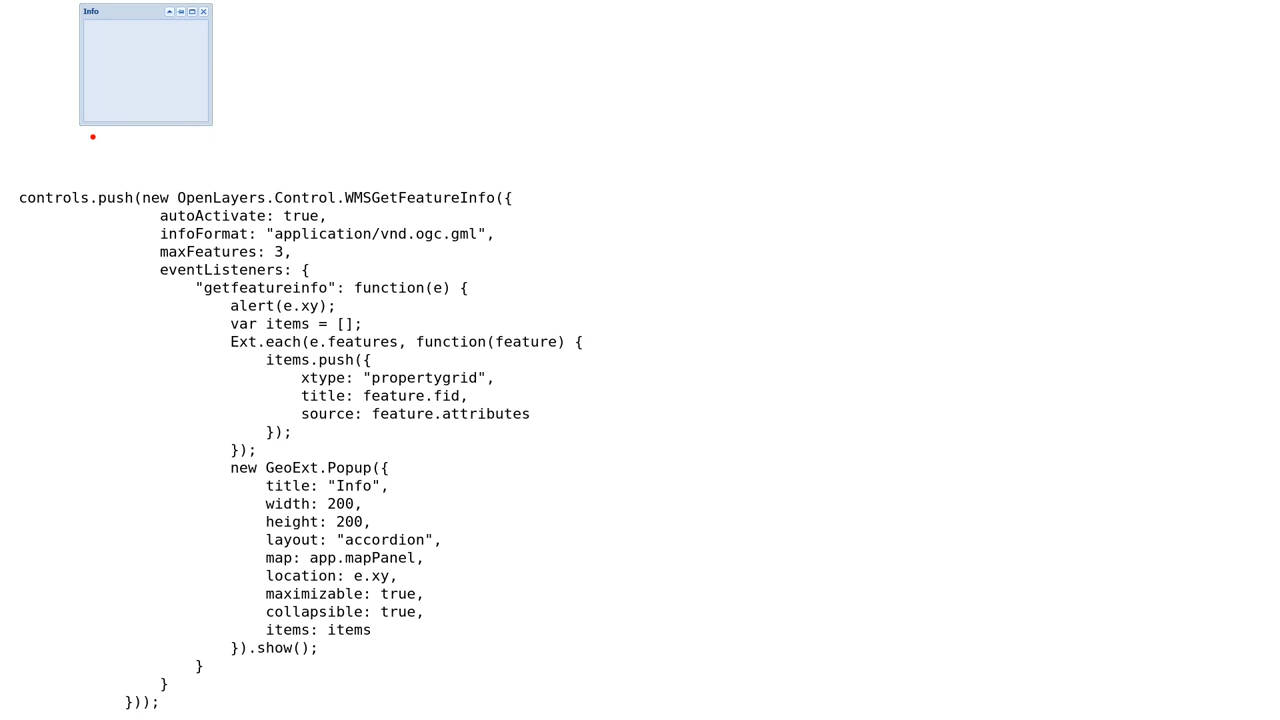 Info
controls.push(new OpenLayers.Control.WMSGetFeatureInfo({
                autoActivate: true,
                infoFormat: "application/vnd.ogc.gml",
                maxFeatures: 3,
                eventListeners: {
                    "getfeatureinfo": function(e) {
                        alert(e.xy);
                        var items = [];
                        Ext.each(e.features, function(feature) {
                            items.push({
                                xtype: "propertygrid",
                                title: feature.fid,
                                source: feature.attributes
                            });
                        });
                        new GeoExt.Popup({
                            title: "Info",
                            width: 200,
                            height: 200,
                            layout: "accordion",
                            map: app.mapPanel,
                            location: e.xy,
                            maximizable: true,
                            collapsible: true,
                            items: items
                        }).show();
                    }
                }
            }));